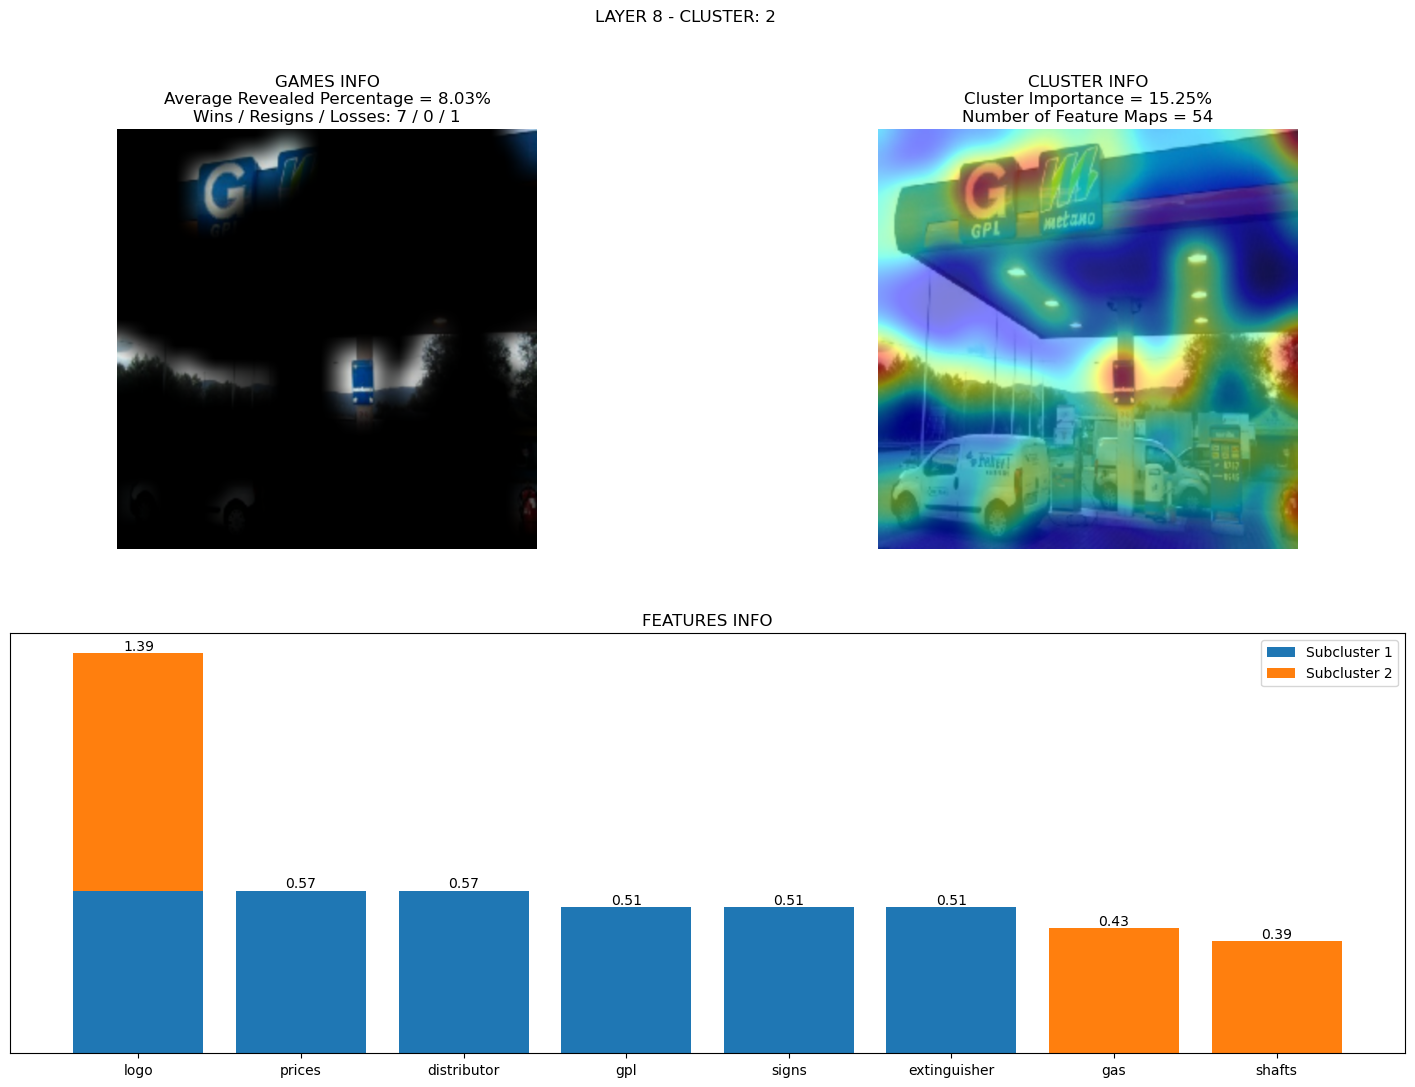 LAYER 8 - CLUSTER: 2
GAMES INFO
Average Revealed Percentage = 8.03%
Wins / Resigns / Losses: 7 / 0 / 1
CLUSTER INFO
Cluster Importance = 15.25%
Number of Feature Maps = 54
G
GPL
G
GPL
metano
FEATURES INFO
Subcluster 1
Subcluster 2
1.39
0.57
0.57
0.51
0.51
0.51
0.43
0.39
logo
prices
distributor
gpl
signs
extinguisher
gas
shafts